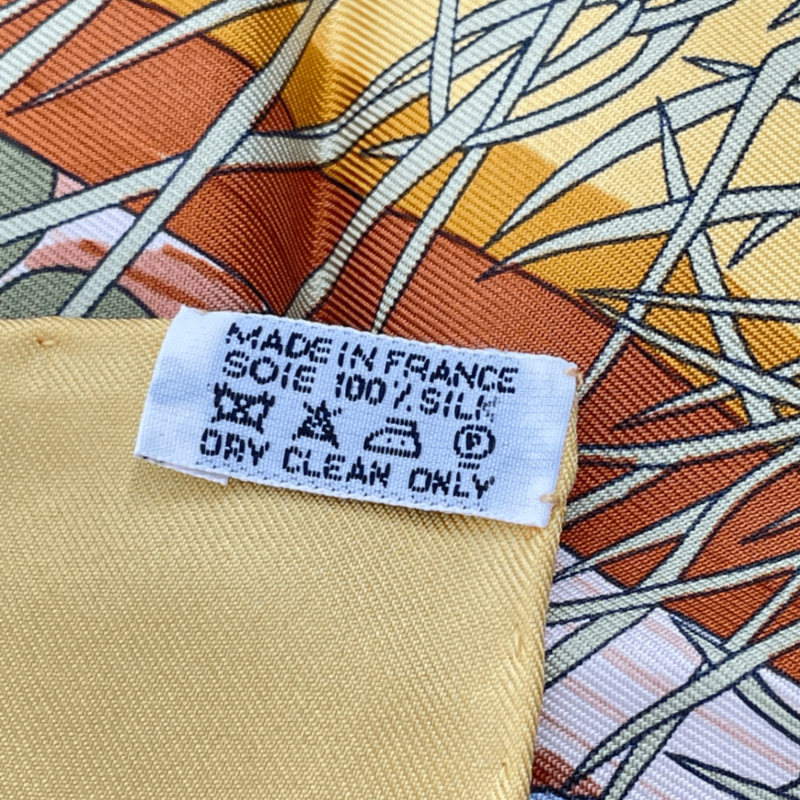 MADE IN FRANCE
SOIE 100% SILK
P
DRY CLEAN ONLY